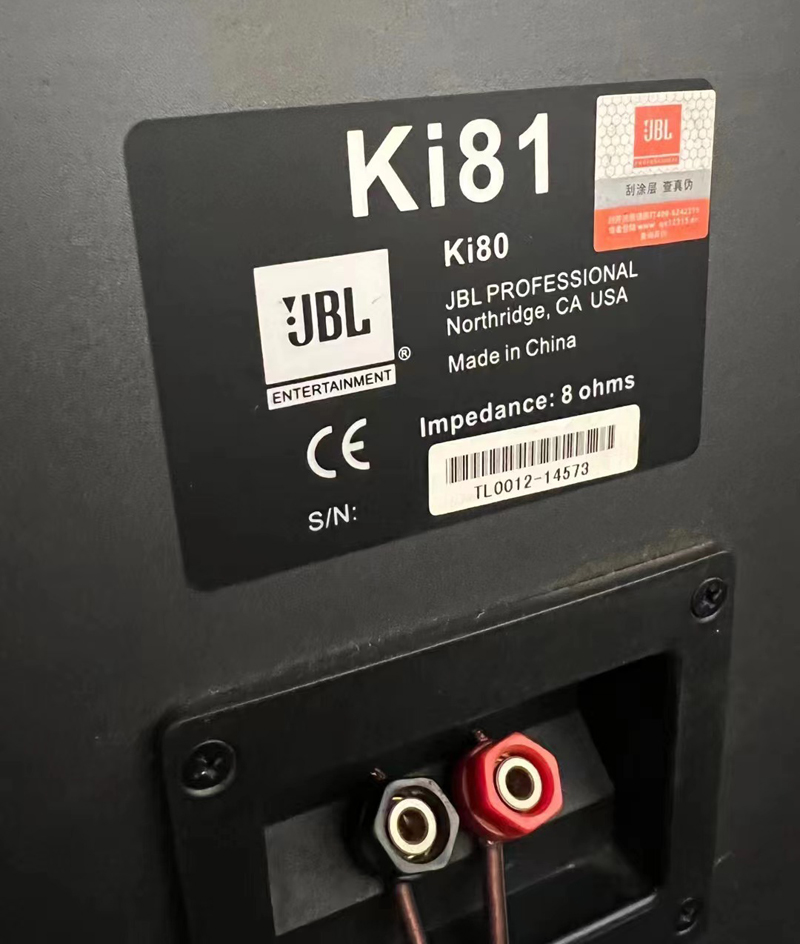 Ki81
JBL
刮涂层 查真伪
Ki80
JBL PROFESSIONAL
Northridge, CA USA
Made in China
JBL
®
ENTERTAINMENT
Impedance: 8 ohms
CE
TL0012-14573
S/N: